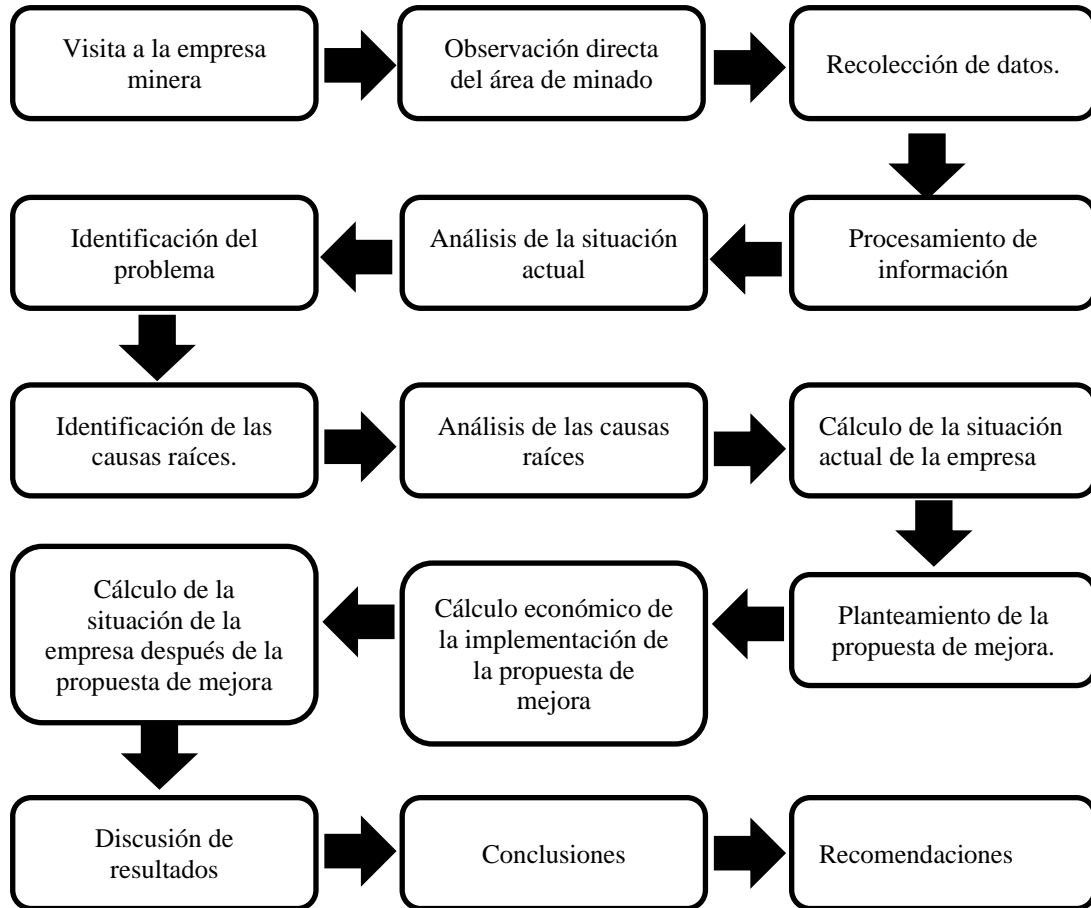 Visita a la empresa
minera
Observación directa
del área de minado
Recolección de datos.
Procesamiento de
información
Análisis de la situación
actual
Identificación del
problema
Identificación de las
causas raíces.
Análisis de las causas
raíces
Cálculo de la situación
actual de la empresa
Planteamiento de la
propuesta de mejora.
Cálculo económico de
la implementación de
la propuesta de
mejora
Cálculo de la
situación de la
empresa después de la
propuesta de mejora
Discusión de
resultados
Conclusiones
Recomendaciones